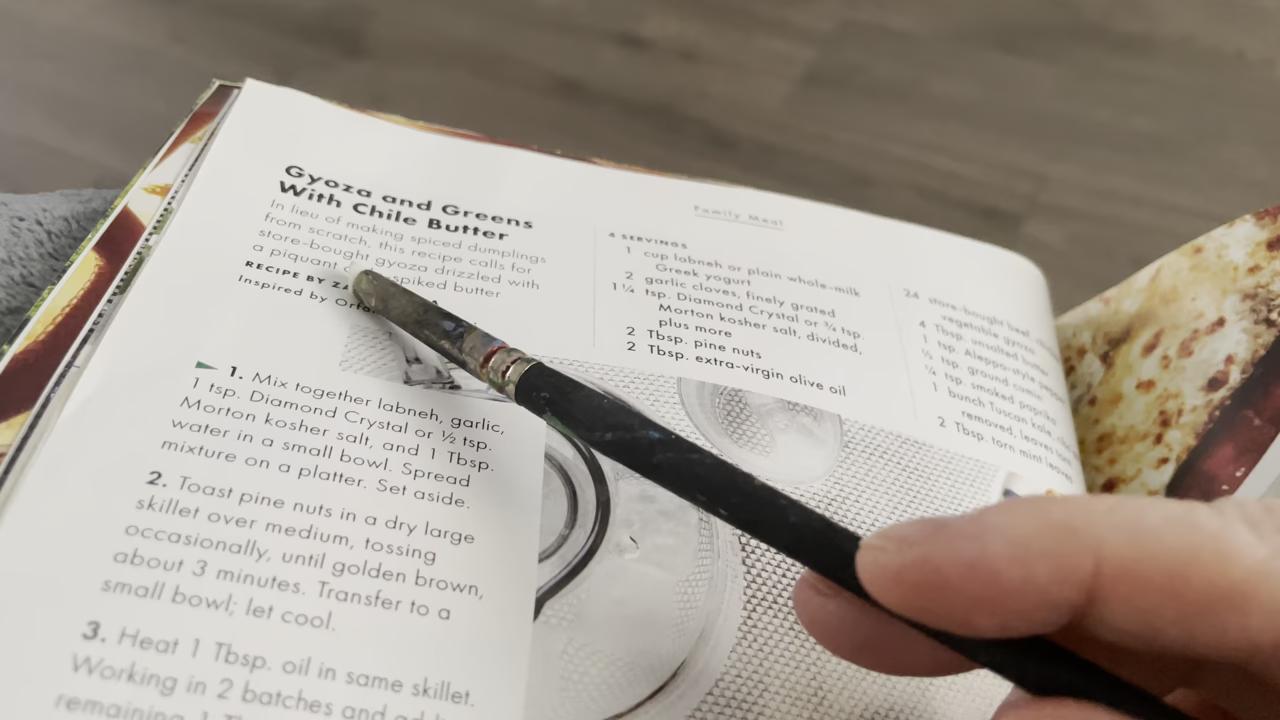 Gyoza and Greens
With Chile Butter
In lieu of making spiced dumplings
from scratch, this recipe calls for
store-bought gyoza drizzled with
a piquant spiked butter
RECIPE BY
Inspired by
1. Mix together labneh, garlic,
1 tsp. Diamond Crystal or ½ tsp.
Morton kosher salt, and 1 Tbsp.
water in a small bowl. Spread
mixture on a platter. Set aside.
2. Toast pine nuts in a dry large
skillet over medium, tossing
occasionally, until golden brown,
about 3 minutes. Transfer to a
small bowl; let cool.
3. Heat 1 Tbsp. oil in same skillet.
Working in 2 batches and
remaining 1
Family Meal
4 SERVINGS
1 cup labneh or plain whole-milk
Greek yogurt
2 garlic cloves, finely grated
1¼ tsp. Diamond Crystal or ¾ tsp.
Morton kosher salt, divided,
plus more
2 Tbsp. pine nuts
2 Tbsp. extra-virgin olive oil
24 store-bought beef
vegetable gyoza
4 Tbsp. unsalted butter
1 tsp. Aleppo-style
tsp. ground cumin
¼ tsp. smoked paprika
1 bunch Tuscan kale,
removed, leaves
2 Tbsp. torn mint leaves